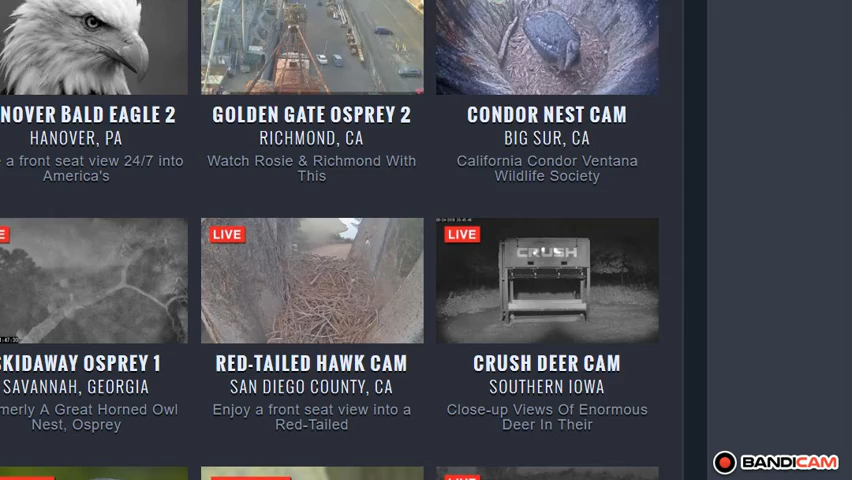 NOVER BALD EAGLE 2
HANOVER, PA
e a front seat view 24/7 into
America's
GOLDEN GATE OSPREY 2
RICHMOND, CA
Watch Rosie & Richmond With
This
CONDOR NEST CAM
BIG SUR, CA
California Condor Ventana
Wildlife Society
E
SKIDAWAY OSPREY 1
SAVANNAH, GEORGIA
merly A Great Horned Owl
Nest, Osprey
LIVE
RED-TAILED HAWK CAM
SAN DIEGO COUNTY, CA
Enjoy a front seat view into a
Red-Tailed
LIVE
CRUSH
CRUSH DEER CAM
SOUTHERN IOWA
Close-up Views Of Enormous
Deer In Their
BANDICAM